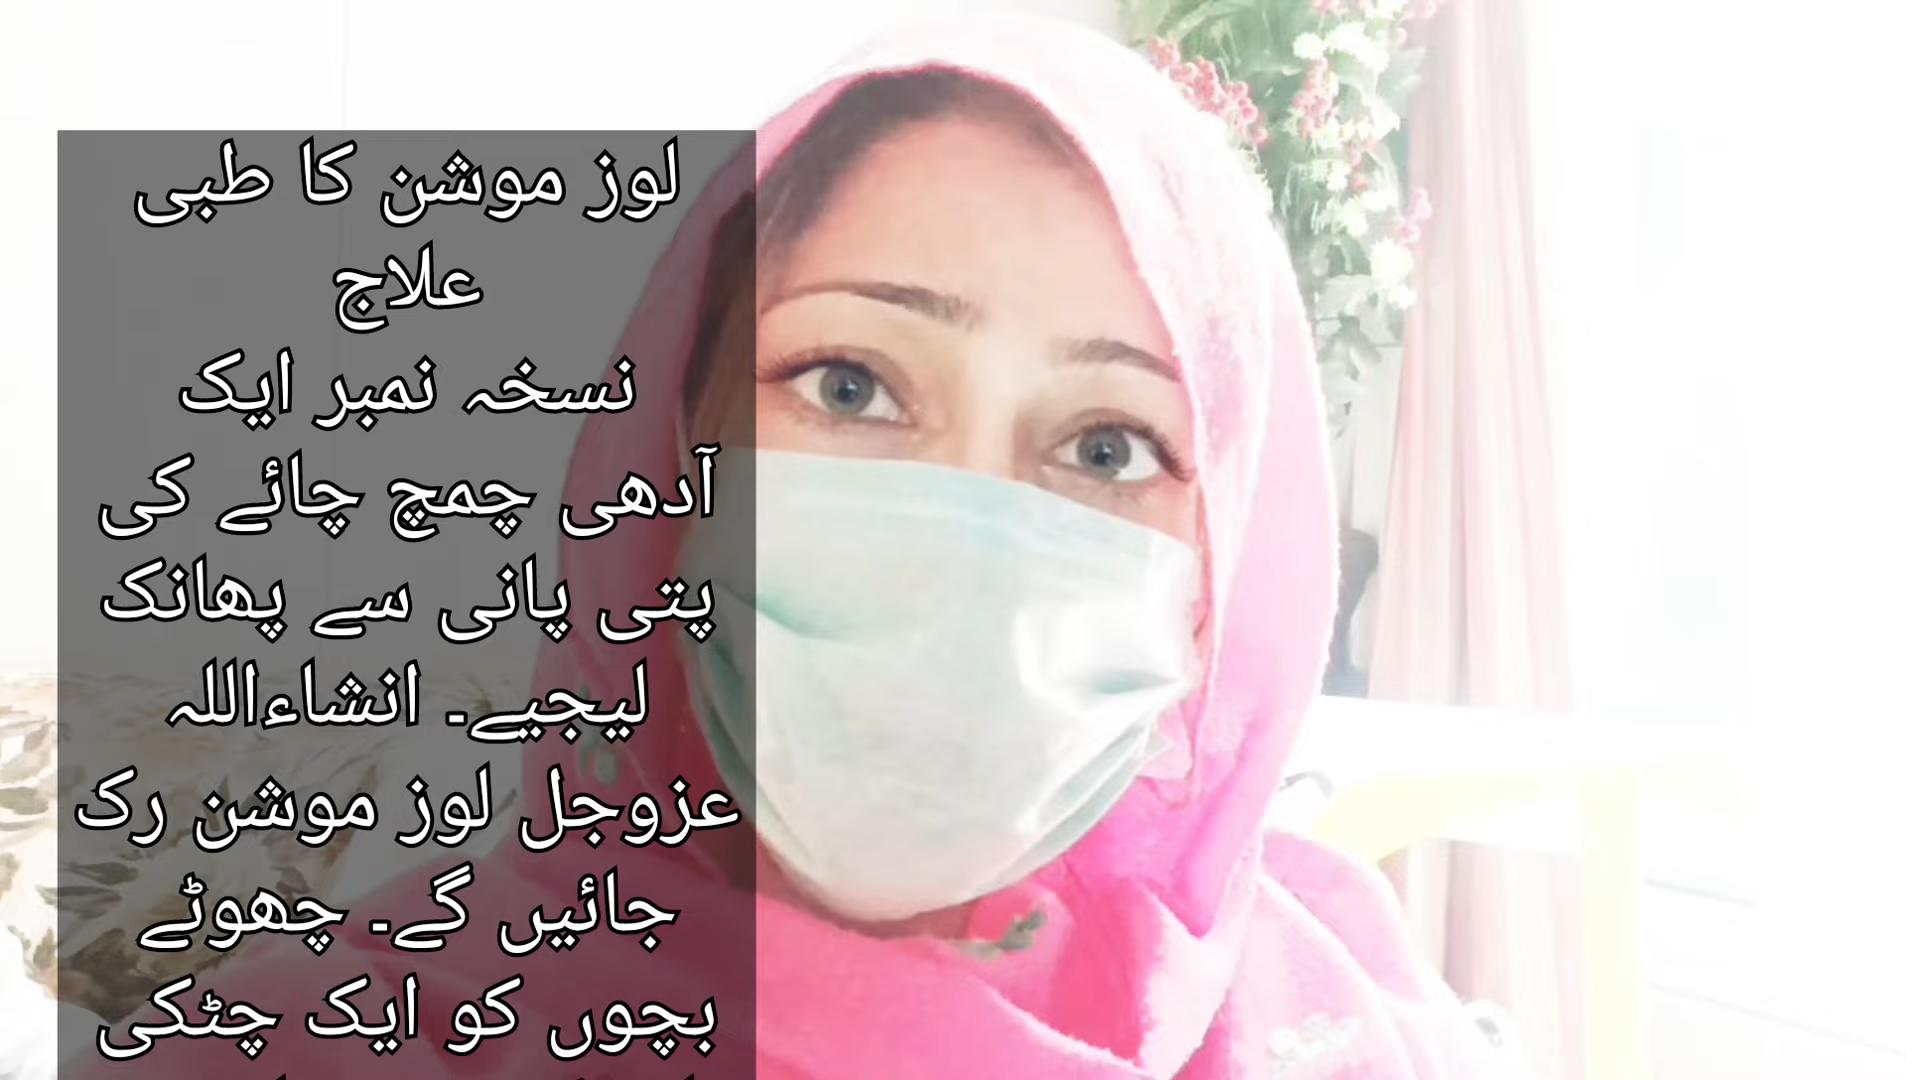 لوز موشن کا طبی
علاج
نسخہ نمبر ایک
آدھی چمچ چائے کی
پتی پانی سے پھانک
لیجیے۔ انشاءاللہ
عزوجل لوز موشن رک
جائیں گے۔ چھوٹے
بچوں کو ایک چٹکی